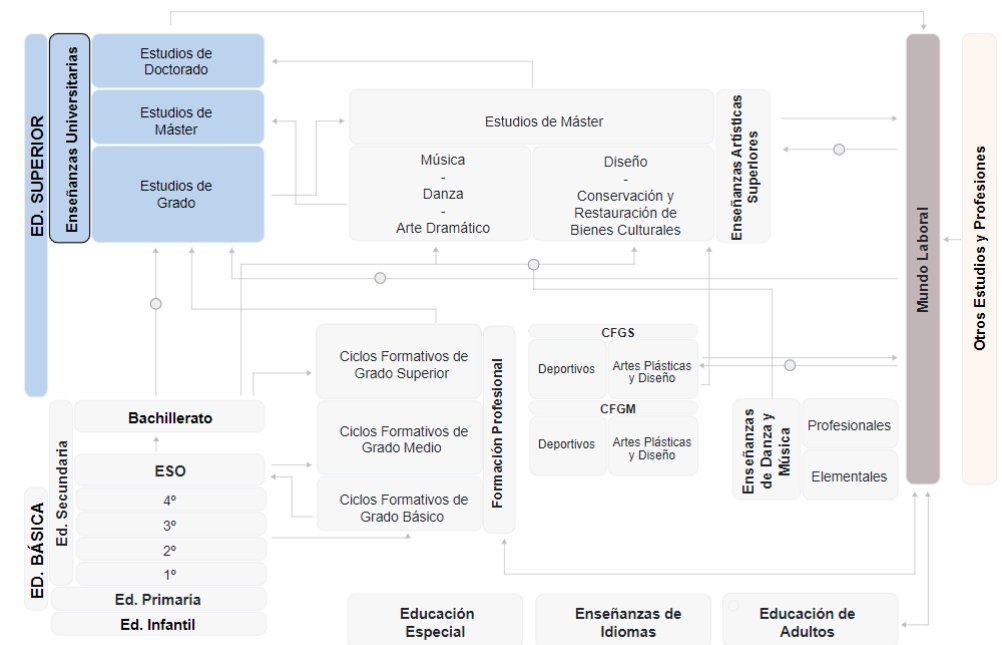 ED. SUPERIOR
Enseñanzas Universitarias
Estudios de
Doctorado
Estudios de
Máster
Estudios de
Grado
Estudios de Máster
Música
-
Danza
-
Arte Dramático
Diseño
-
Conservación y
Restauración de
Bienes Culturales
Enseñanzas Artísticas
Superiores
Mundo Laboral
Otros Estudios y Profesiones
Ciclos Formativos de
Grado Superior
Ciclos Formativos de
Grado Medio
Ciclos Formativos de
Grado Básico
Formación Profesional
CFGS
Deportivos
Artes Plásticas
y Diseño
CFGM
Deportivos
Artes Plásticas
y Diseño
Enseñanzas
de Danza y
Música
Profesionales
Elementales
ED. BÁSICA
Ed. Secundaria
Bachillerato
ESO
4º
3º
2º
1º
Ed. Primaria
Ed. Infantil
Educación
Especial
Enseñanzas de
Idiomas
Educación de
Adultos